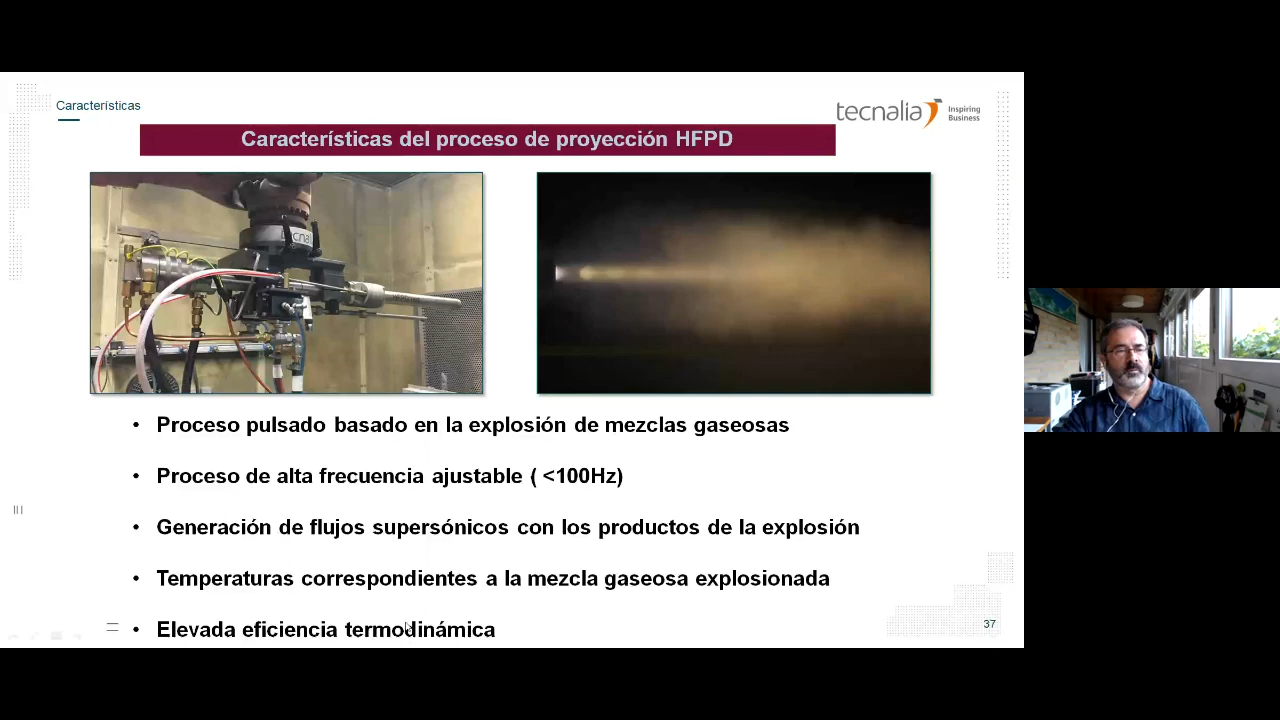 Características
tecnalia Inspiring
Business
Características del proceso de proyección HFPD
• Proceso pulsado basado en la explosión de mezclas gaseosas
• Proceso de alta frecuencia ajustable ( <100Hz)
• Generación de flujos supersónicos con los productos de la explosión
• Temperaturas correspondientes a la mezcla gaseosa explosionada
• Elevada eficiencia termodinámica
37